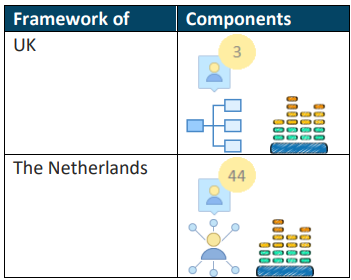 Framework of Components
UK
3
The Netherlands
44